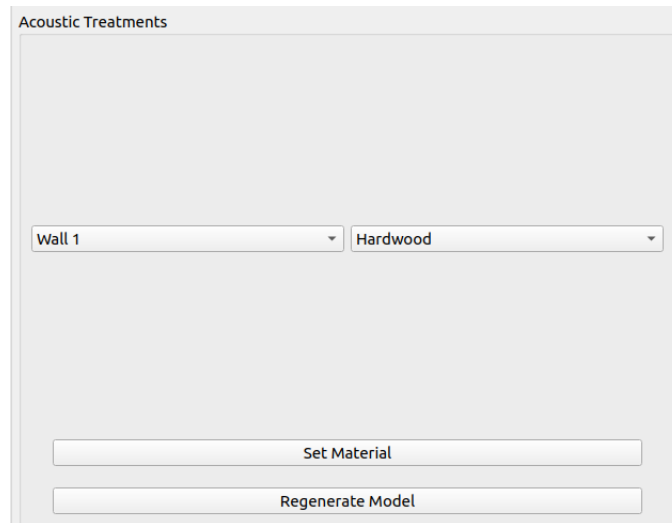 Acoustic Treatments
Wall 1 Hardwood
Set Material
Regenerate Model